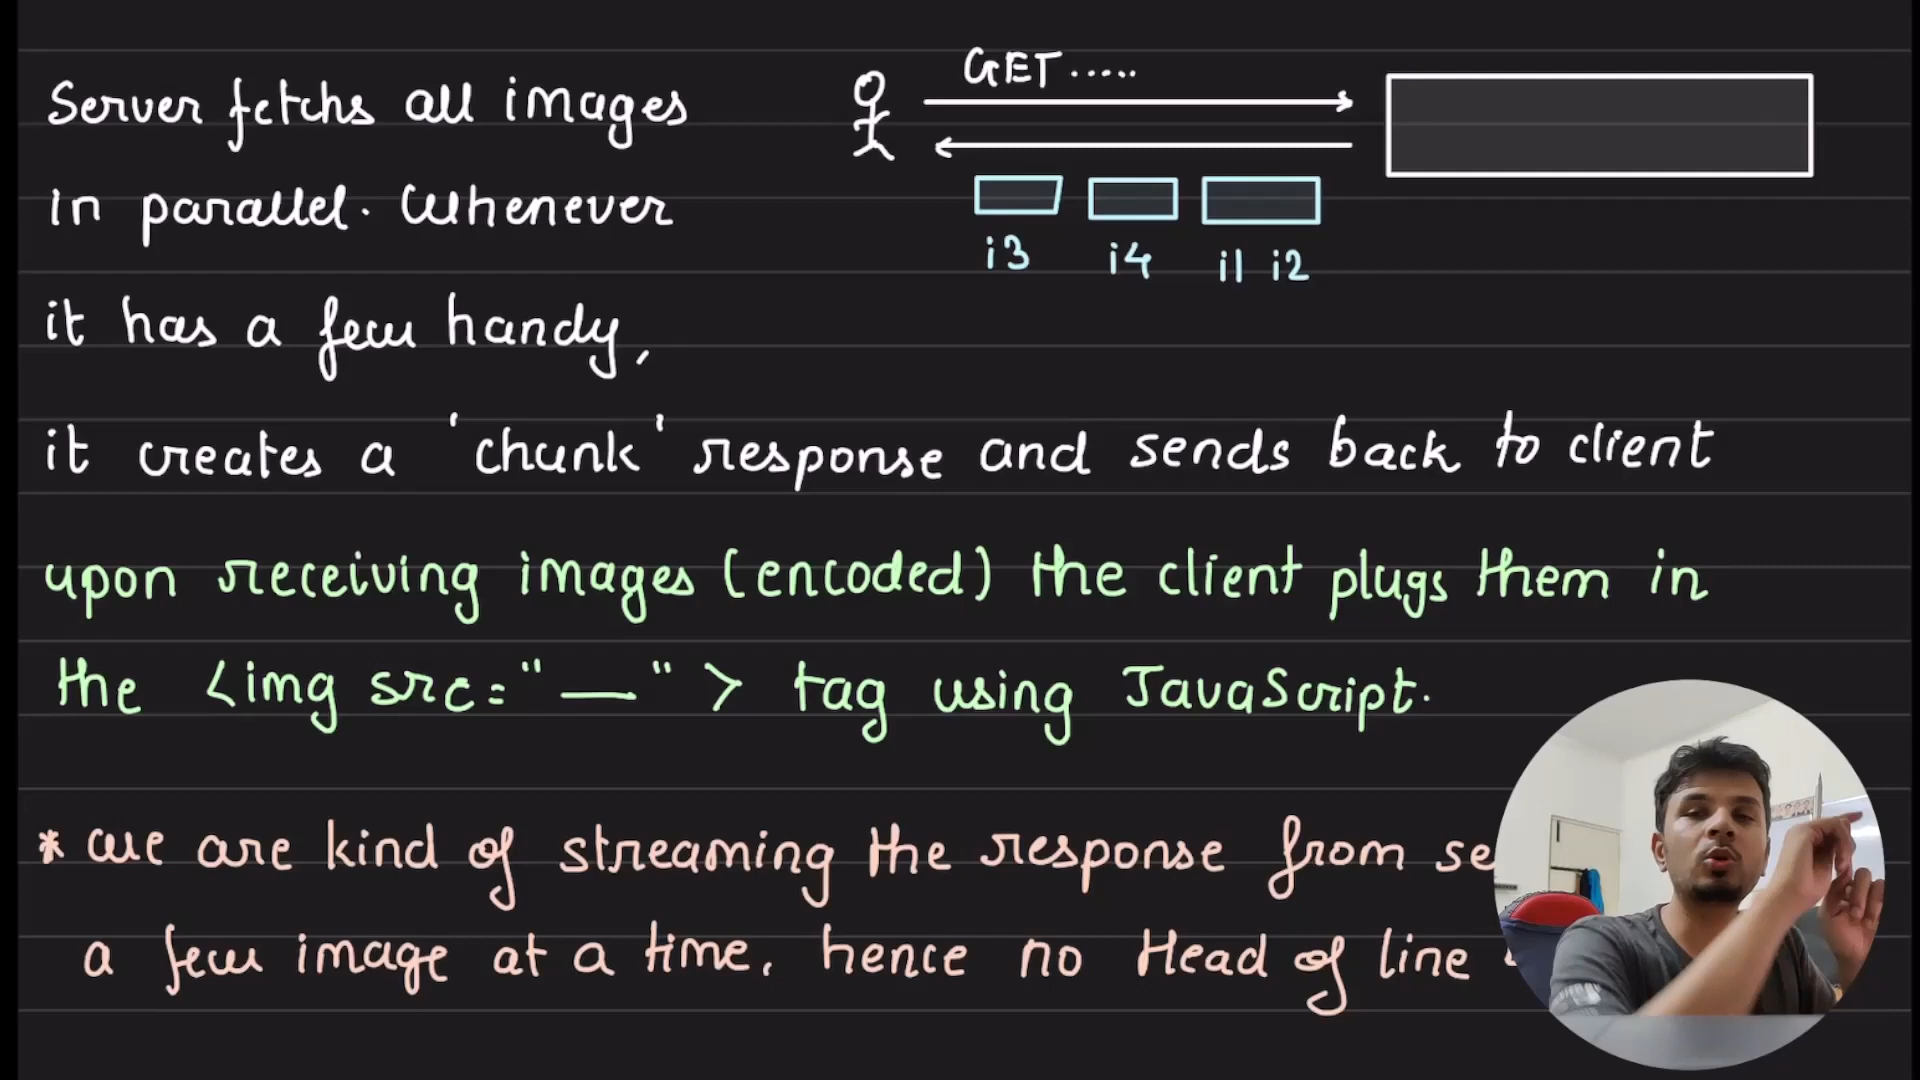 Server fetchs all images
GET.....
in parallel. Whenever
i3 i4 i1 i2
it has a few handy,
it creates a 'chunk' response and sends back to client
upon receiving images (encoded) the client plugs them in
the <img src="—"> tag using JavaScript.
* we are kind of streaming the response from se
a few image at a time. hence no Head of line